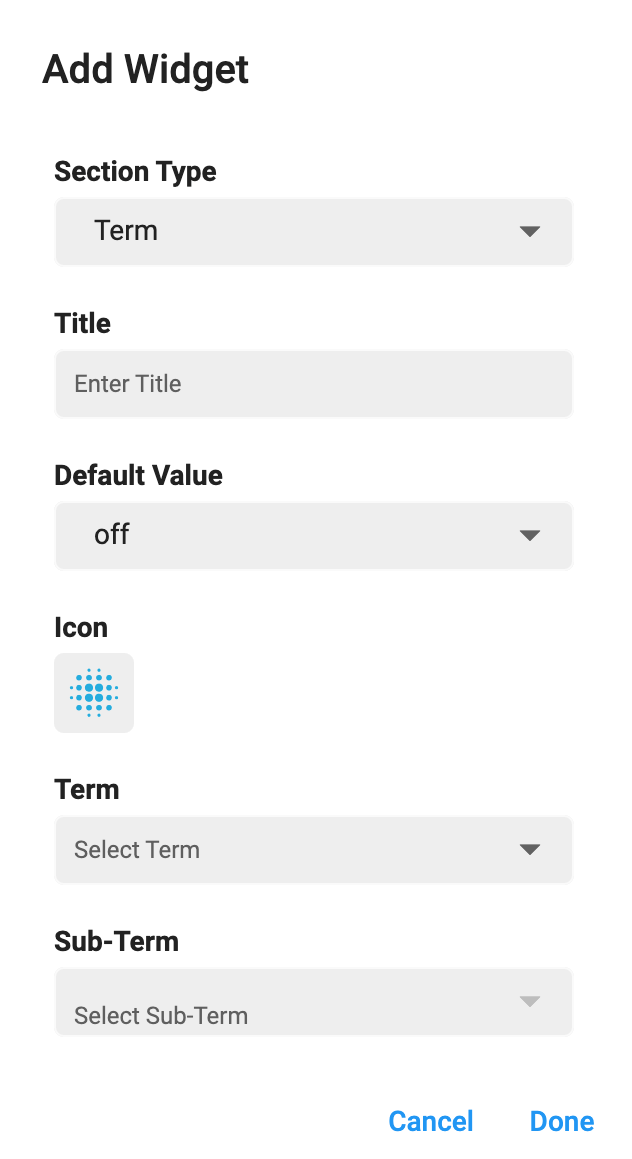 Add Widget
Section Type
Term
Title
Enter Title
Default Value
off
Icon
Term
Select Term
Sub-Term
Select Sub-Term
Cancel Done